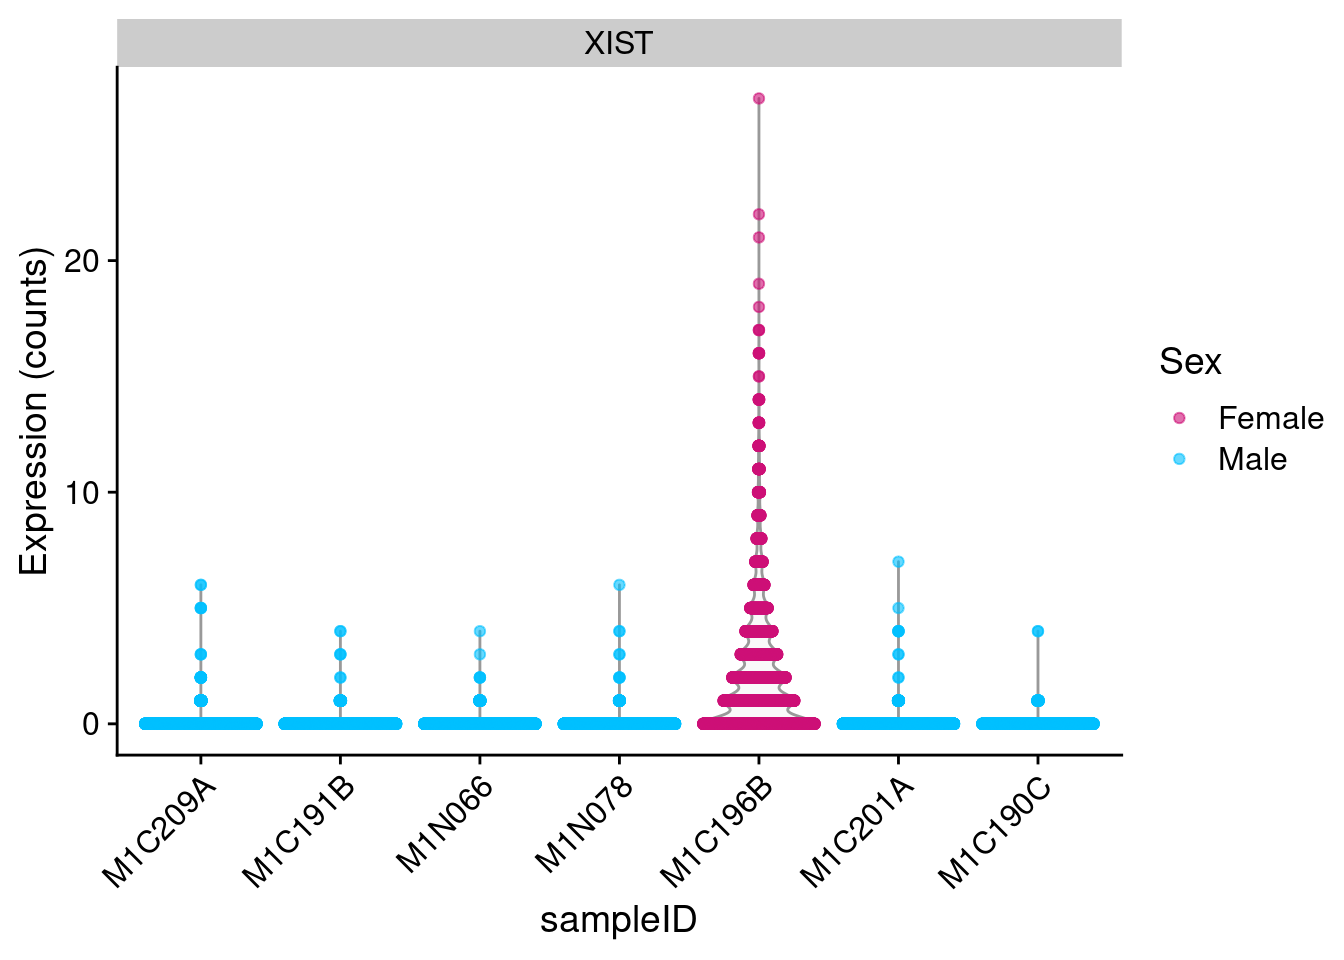 XIST
Expression (counts)
20
10
0
M1C209A
M1C191B
M1N066
M1N078
M1C196B
M1C201A
M1C190C
sampleID
Sex
Female
Male